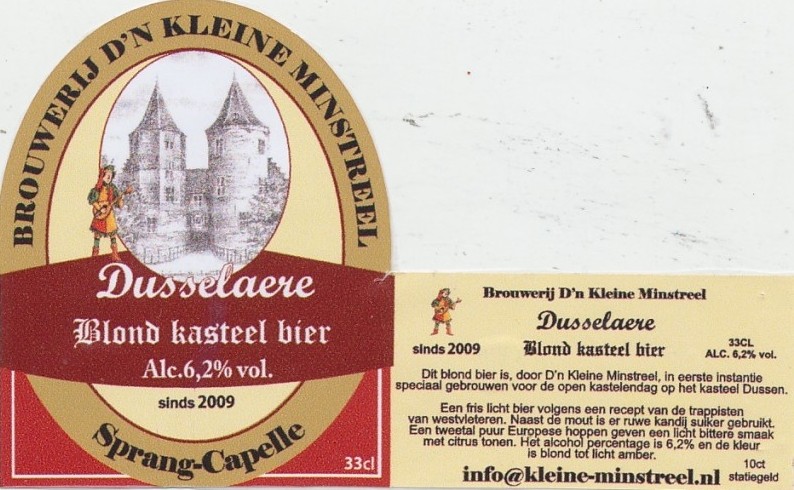 BROUWERIJ D'N KLEINE MINSTREEL
Dusselaere
Blond kasteel bier
Alc.6,2% vol.
sinds 2009
Sprang-Capelle
33cl
Brouwerij D'n Kleine Minstreel
Dusselaere
sinds 2009 Blond kasteel bier
33CL
ALC. 6,2% vol.
Dit blond bier is, door D'n Kleine Minstreel, in eerste instantie
speciaal gebrouwen voor de open kastelendag op het kasteel Dussen.
Een fris licht bier volgens een recept van de trappisten
van westvleteren. Naast de mout is er ruwe kandij suiker gebruikt.
Een tweetal puur Europese hoppen geven een licht bittere smaak
met citrus tonen. Het alcohol percentage is 6,2% en de kleur
is blond tot licht amber.
info@kleine-minstreel.nl
10ct
statiegeld